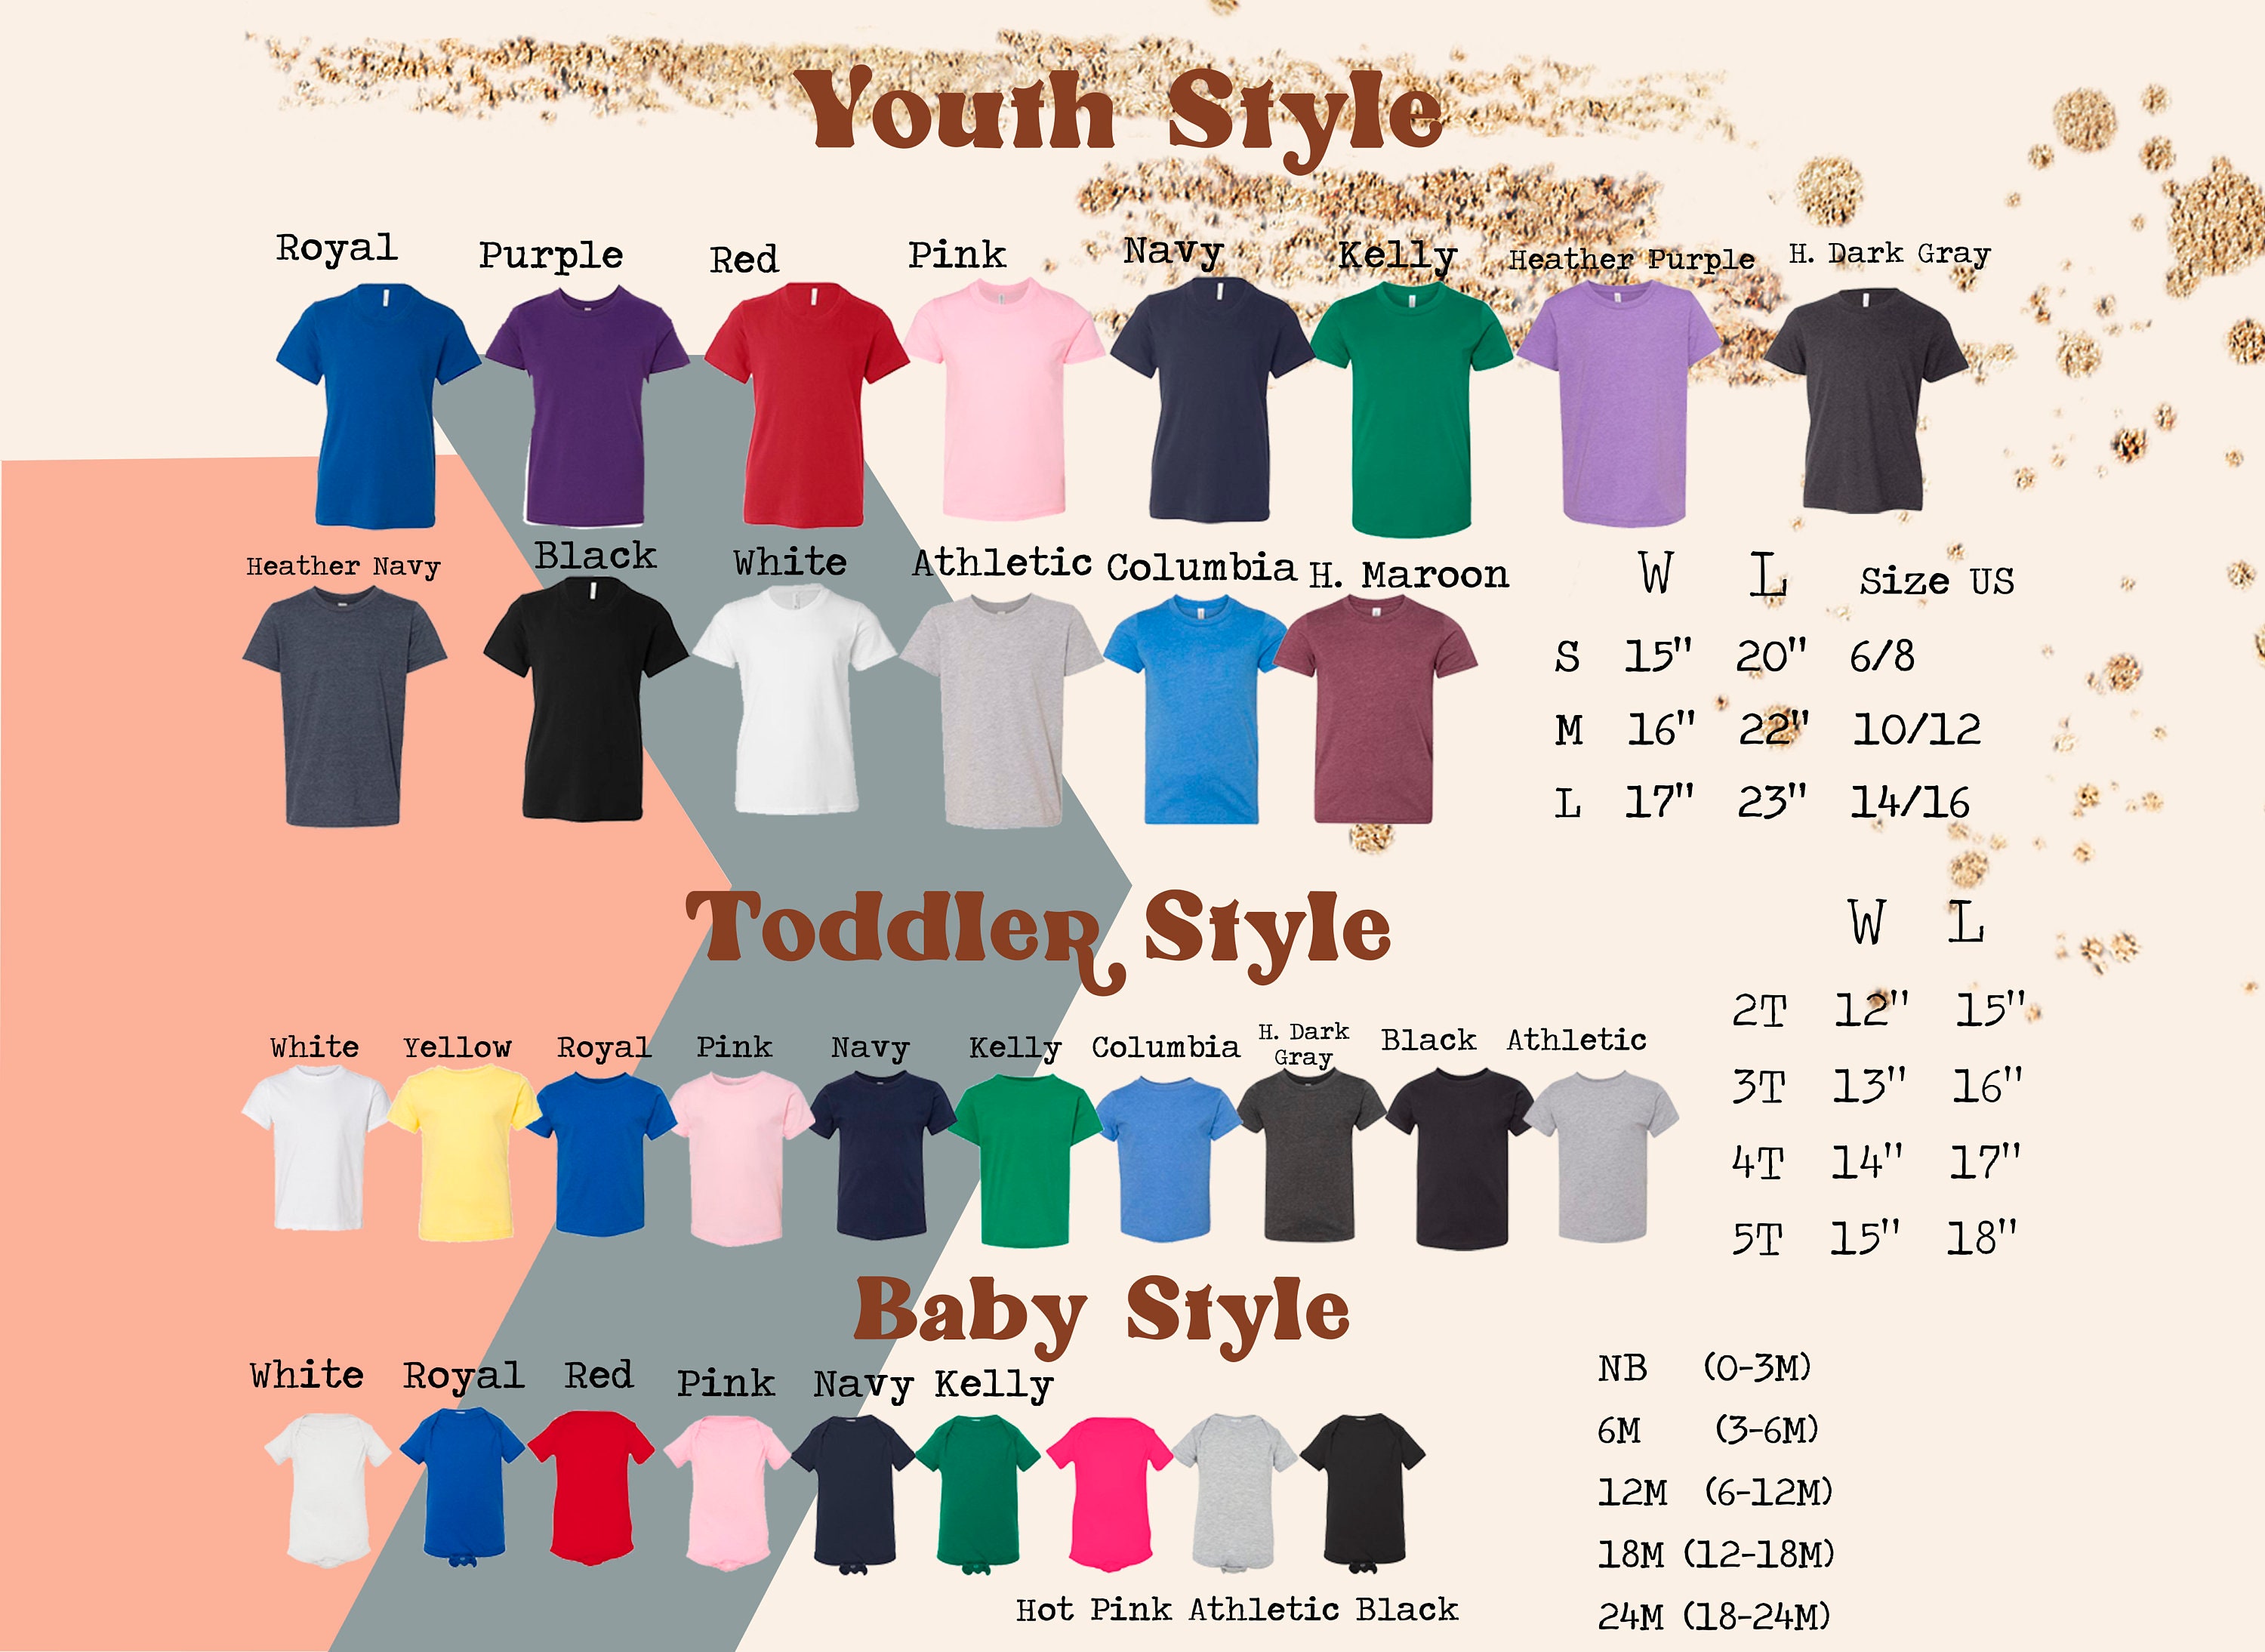 Youth Style
Royal Purple Red Pink Navy Kelly Heather Purple H. Dark Gray
Heather Navy Black White Athletic Columbia H. Maroon
W L Size US
S 15" 20" 6/8
M 16" 22" 10/12
L 17" 23" 14/16
Toddler Style
White Yellow Royal Pink Navy Kelly Columbia H. Dark Gray Black Athletic
W L
2T 12" 15"
3T 13" 16"
4T 14" 17"
5T 15" 18"
Baby Style
White Royal Red Pink Navy Kelly
Hot Pink Athletic Black
NB (0-3M)
6M (3-6M)
12M (6-12M)
18M (12-18M)
24M (18-24M)